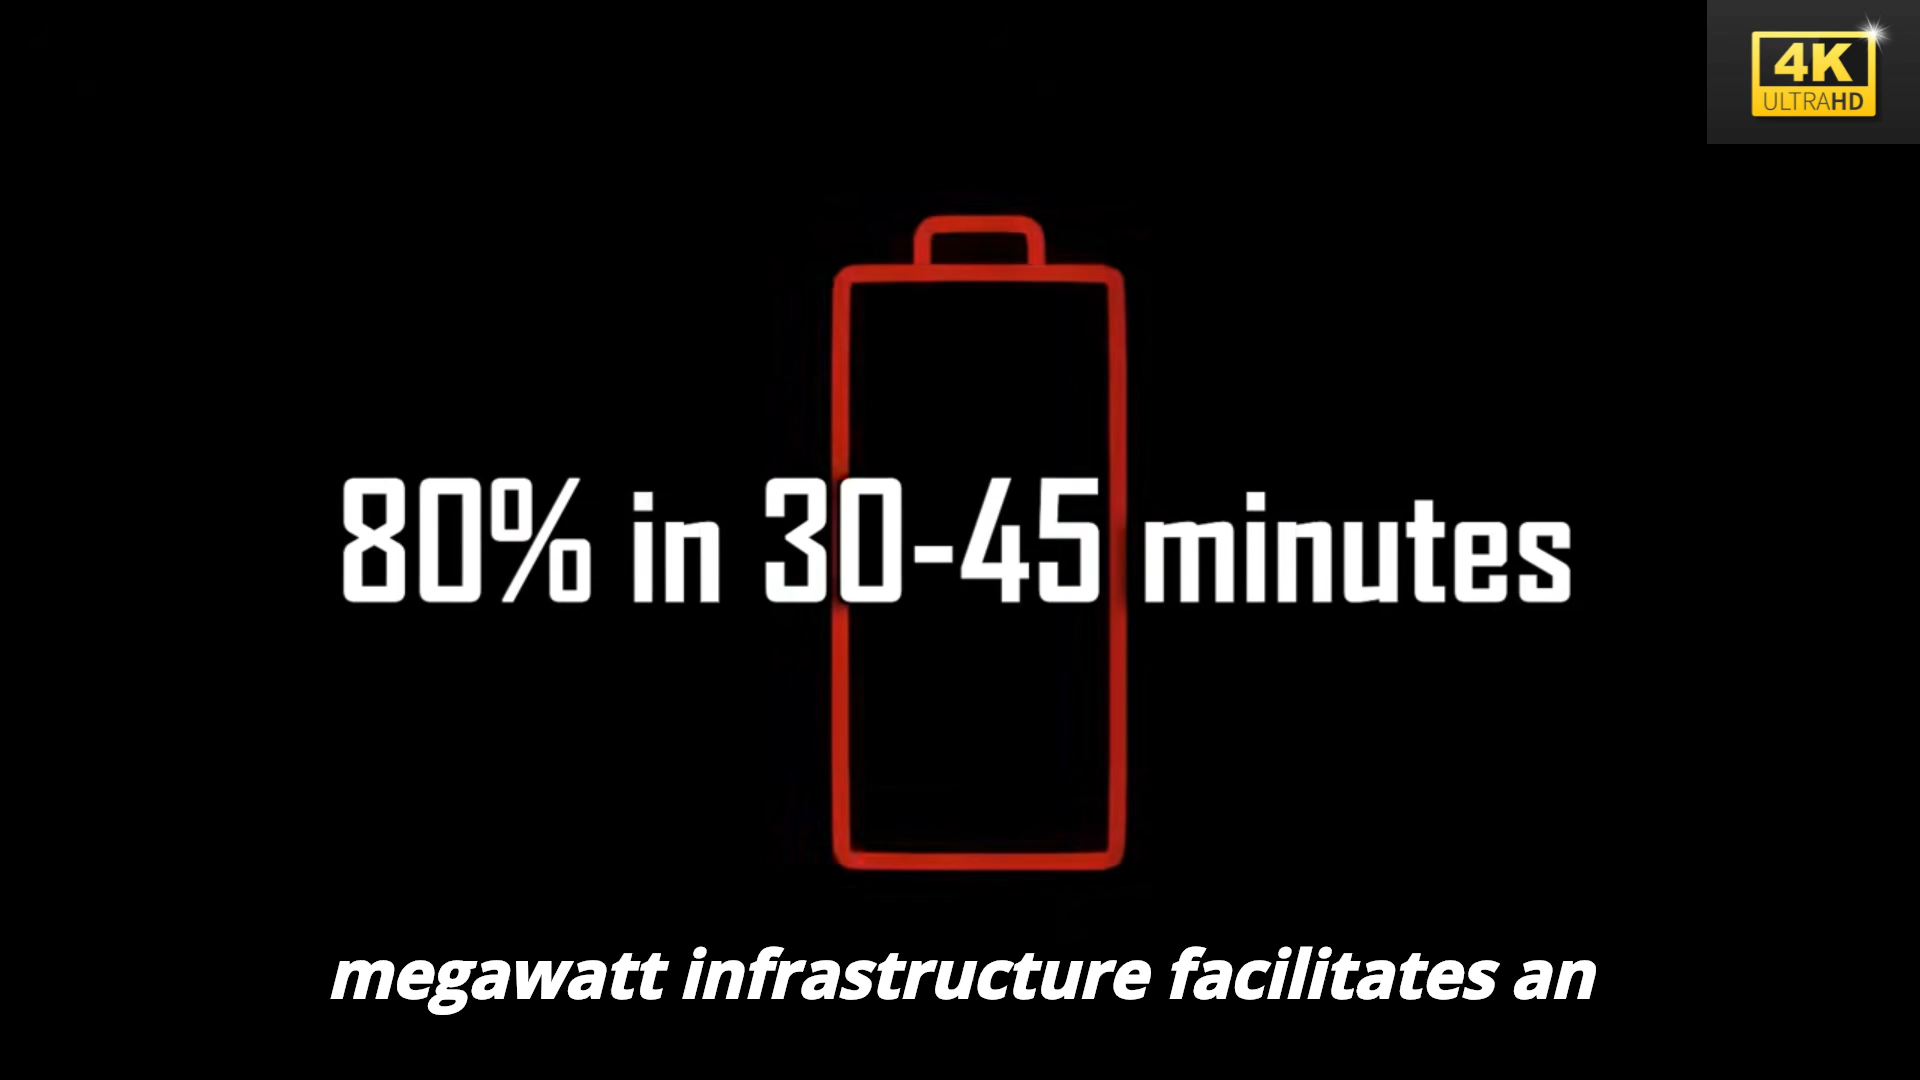 4K
ULTRAHD
80% in 30-45 minutes
megawatt infrastructure facilitates an